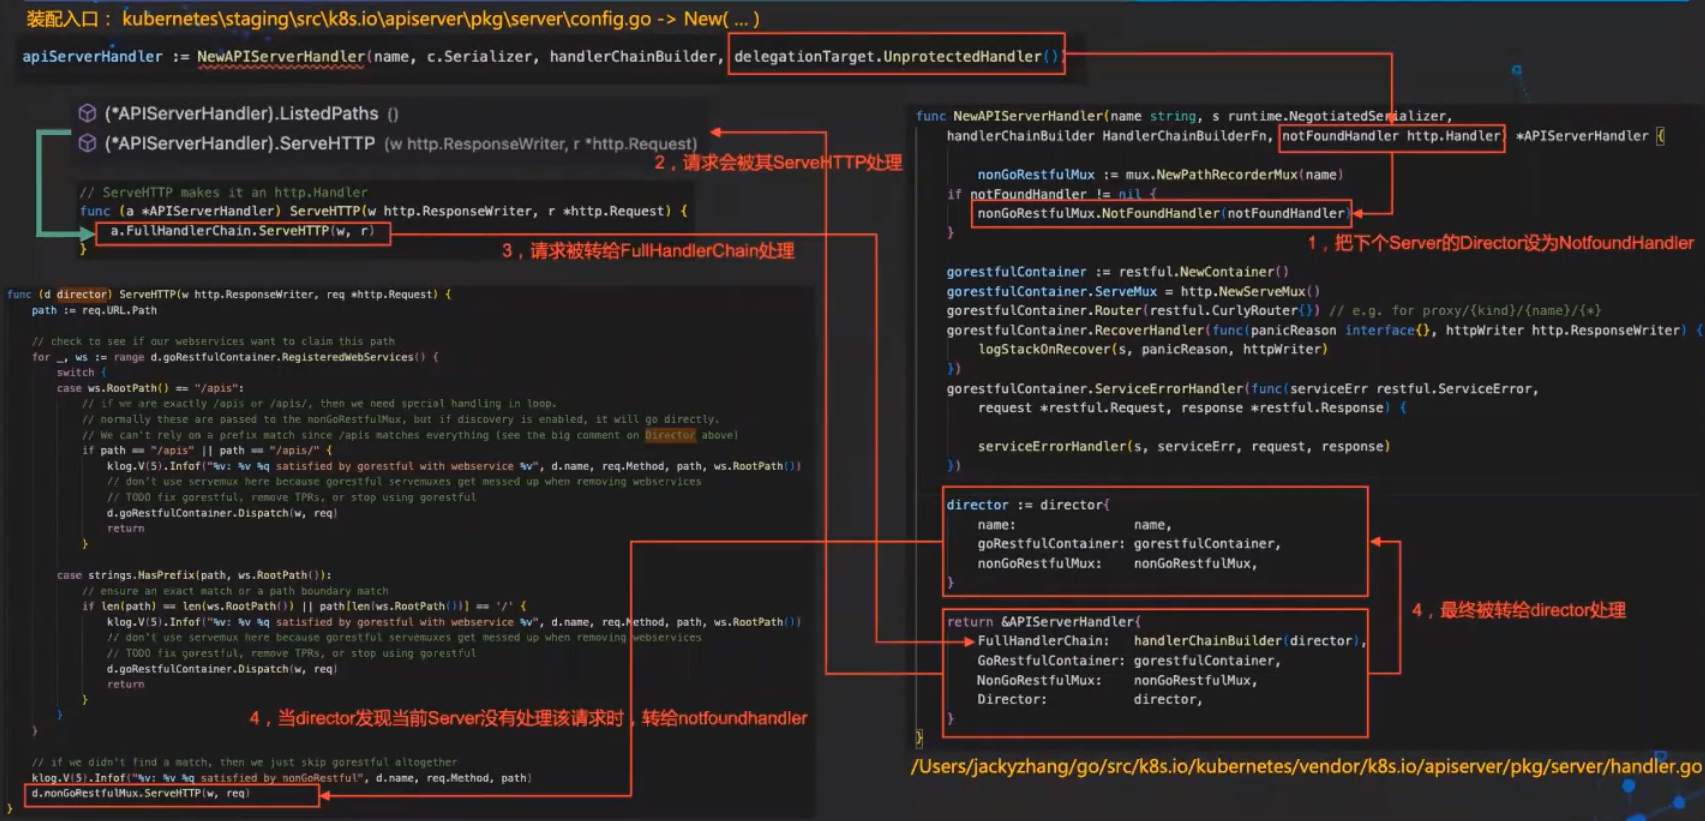 装配入口： kubernetes\staging\src\k8s.io\apiserver\pkg\server\config.go -> New( ... )
apiServerHandler := NewAPIServerHandler(name, c.Serializer, handlerChainBuilder, delegationTarget.UnprotectedHandler())
(*APIServerHandler).ListedPaths ()
(*APIServerHandler).ServeHTTP (w http.ResponseWriter, r *http.Request)
2，请求会被其ServeHTTP处理
// ServeHTTP makes it an http.Handler
func (a *APIServerHandler) ServeHTTP(w http.ResponseWriter, r *http.Request) {
a.FullHandlerChain.ServeHTTP(w, r)
}
3，请求被转给FullHandlerChain处理
func (d director) ServeHTTP(w http.ResponseWriter, req *http.Request) {
path := req.URL.Path
// check to see if our webservices want to claim this path
for _, ws := range d.goRestfulContainer.RegisteredWebServices() {
switch {
case ws.RootPath() == "/apis":
// if we are exactly /apis or /apis/, then we need special handling in loop.
// normally these are passed to the nonGoRestfulMux, but if discovery is enabled, it will go directly.
// We can't rely on a prefix match since /apis matches everything (see the big comment on Director above)
if path == "/apis" || path == "/apis/" {
klog.V(5).Infof("%v: %v %q satisfied by gorestful with webservice %v", d.name, req.Method, path, ws.RootPath())
// don't use servemux here because gorestful servemuxes get messed up when removing webservices
// TODO fix gorestful, remove TPRs, or stop using gorestful
d.goRestfulContainer.Dispatch(w, req)
return
}
case strings.HasPrefix(path, ws.RootPath()):
// ensure an exact match or a path boundary match
if len(path) == len(ws.RootPath()) || path[len(ws.RootPath())] == '/' {
klog.V(5).Infof("%v: %v %q satisfied by gorestful with webservice %v", d.name, req.Method, path, ws.RootPath())
// don't use servemux here because gorestful servemuxes get messed up when removing webservices
// TODO fix gorestful, remove TPRs, or stop using gorestful
d.goRestfulContainer.Dispatch(w, req)
return
}
}
}
4，当director发现当前Server没有处理该请求时，转给notfoundhandler
// if we didn't find a match, then we just skip gorestful altogether
klog.V(5).Infof("%v: %v %q satisfied by nonGoRestful", d.name, req.Method, path)
d.nonGoRestfulMux.ServeHTTP(w, req)
}
func NewAPIServerHandler(name string, s runtime.NegotiatedSerializer,
handlerChainBuilder HandlerChainBuilderFn, notFoundHandler http.Handler) *APIServerHandler {
nonGoRestfulMux := mux.NewPathRecorderMux(name)
if notFoundHandler != nil {
nonGoRestfulMux.NotFoundHandler(notFoundHandler)
}
1，把下个Server的Director设为NotfoundHandler
gorestfulContainer := restful.NewContainer()
gorestfulContainer.ServeMux = http.NewServeMux()
gorestfulContainer.Router(restful.CurlyRouter{}) // e.g. for proxy/{kind}/{name}/{*}
gorestfulContainer.RecoverHandler(func(panicReason interface{}, httpWriter http.ResponseWriter) {
logStackOnRecover(s, panicReason, httpWriter)
})
gorestfulContainer.ServiceErrorHandler(func(serviceErr restful.ServiceError,
request *restful.Request, response *restful.Response) {
serviceErrorHandler(s, serviceErr, request, response)
})
director := director{
name: name,
goRestfulContainer: gorestfulContainer,
nonGoRestfulMux: nonGoRestfulMux,
}
4，最终被转给director处理
return &APIServerHandler{
FullHandlerChain: handlerChainBuilder(director),
GoRestfulContainer: gorestfulContainer,
NonGoRestfulMux: nonGoRestfulMux,
Director: director,
}
}
/Users/jackyzhang/go/src/k8s.io/kubernetes/vendor/k8s.io/apiserver/pkg/server/handler.go